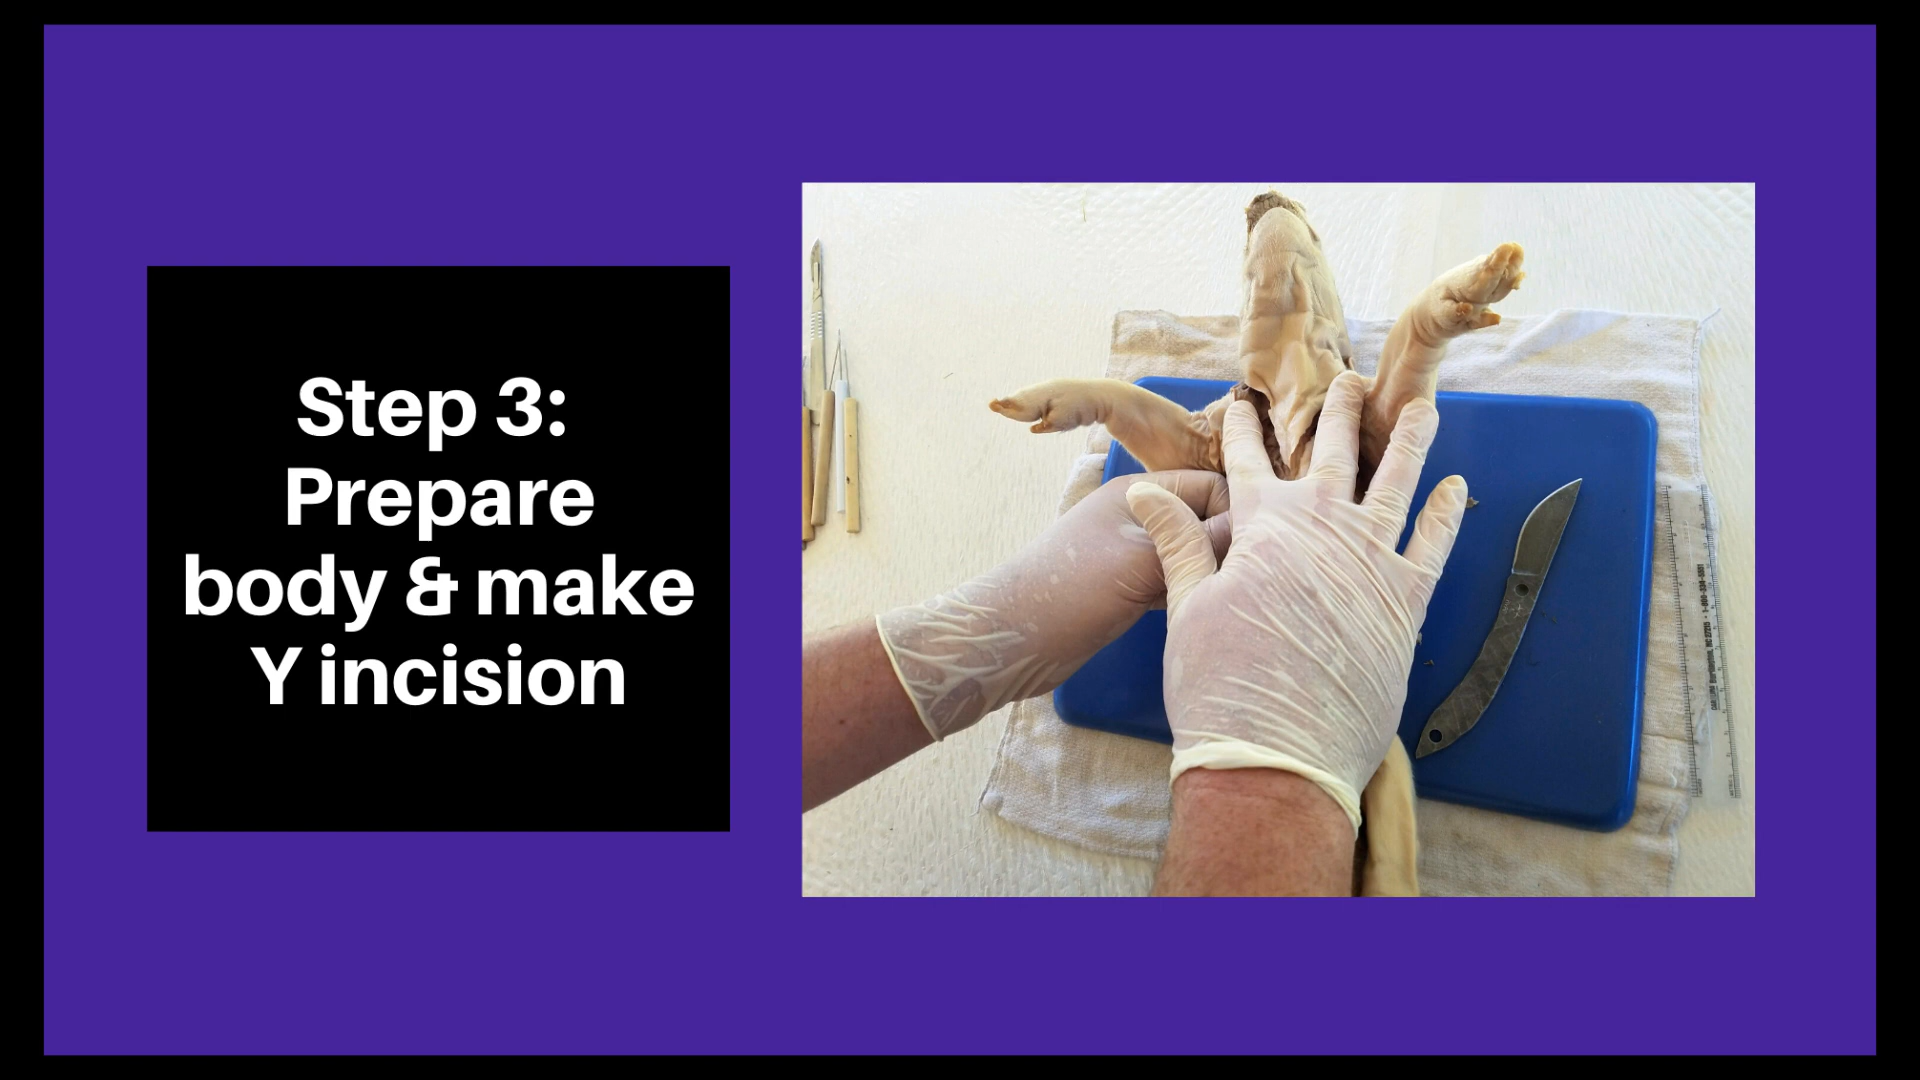 Step 3:
Prepare
body & make
Y incision